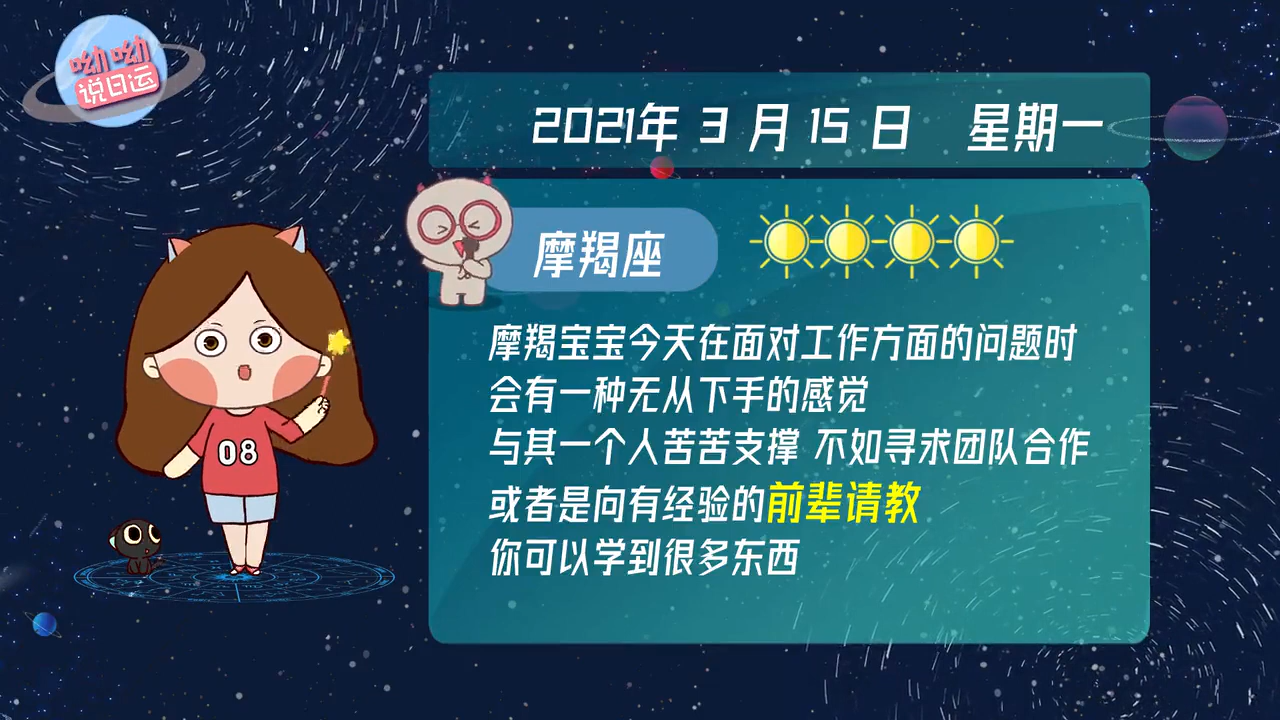 呦呦
说日运
2021年 3 月 15 日 星期一
摩羯座
摩羯宝宝今天在面对工作方面的问题时
会有一种无从下手的感觉
与其一个人苦苦支撑 不如寻求团队合作
或者是向有经验的前辈请教
你可以学到很多东西
08